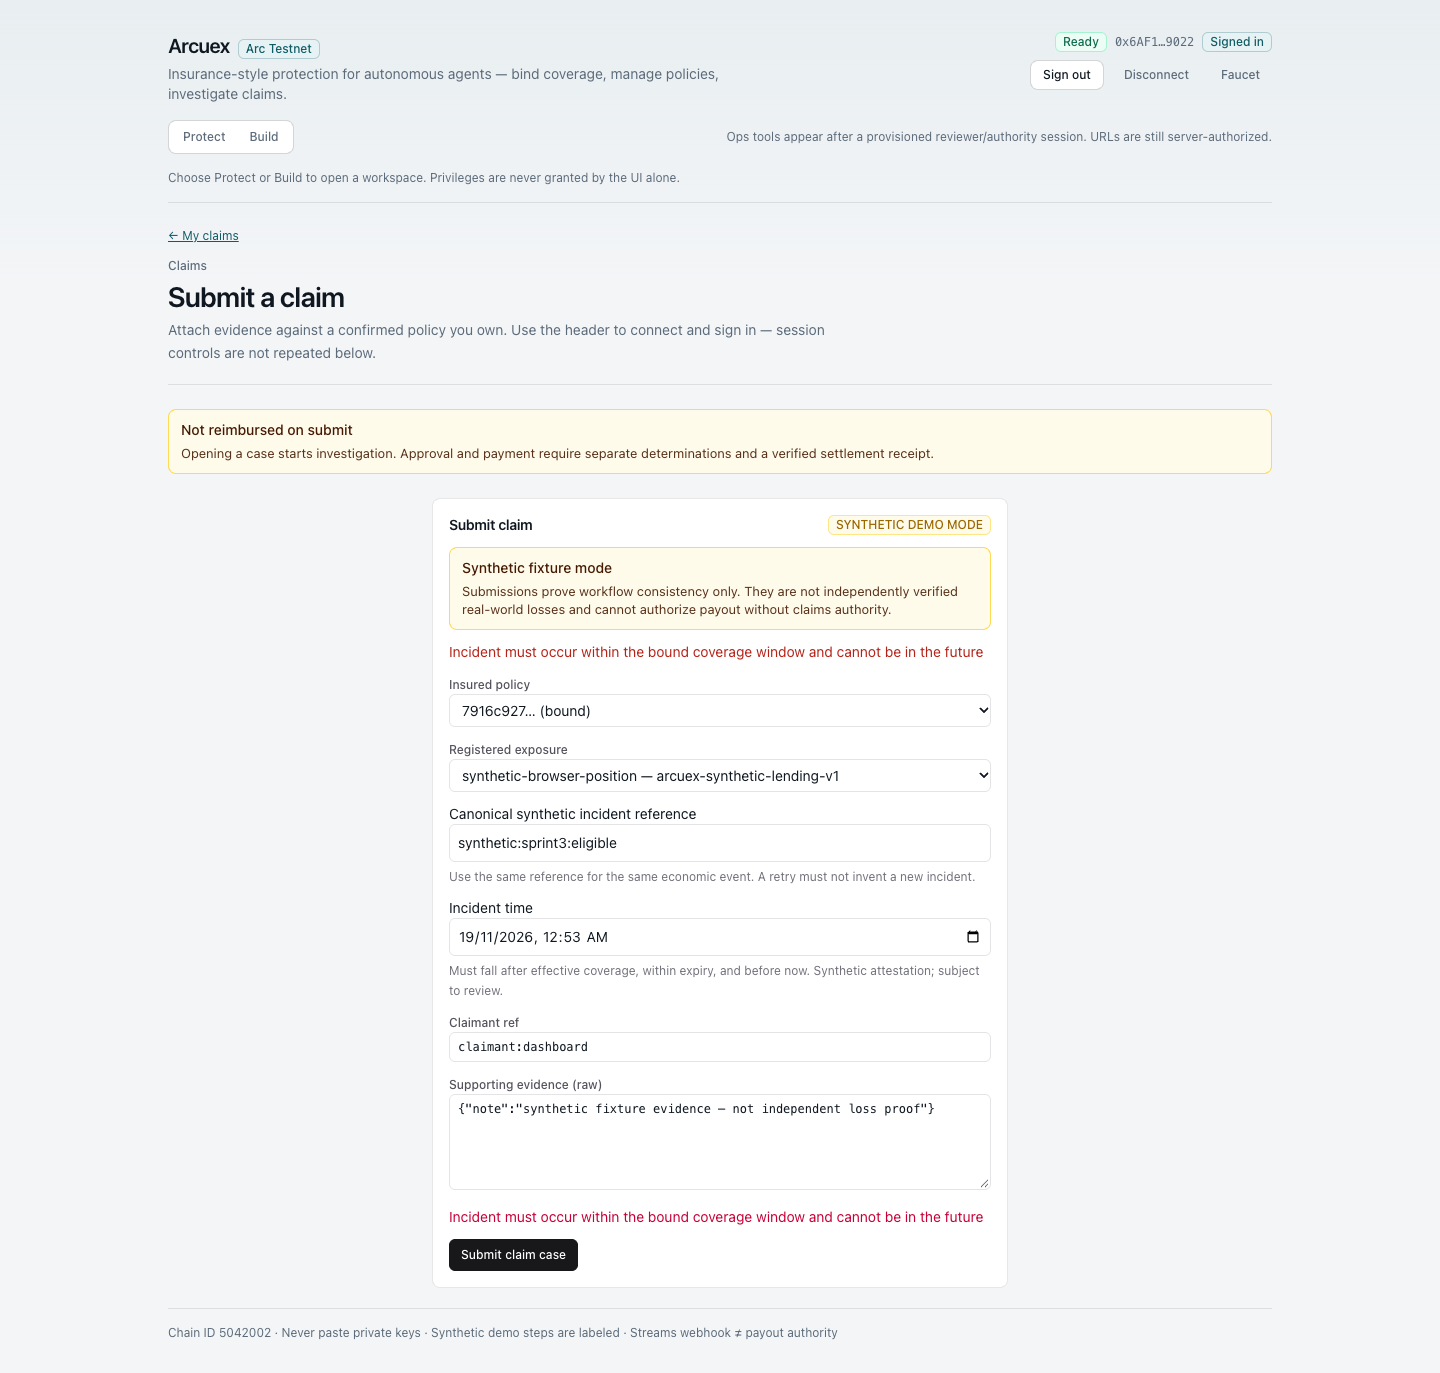 Arcuex Arc Testnet
Ready 0x6AF1…9022 Signed in
Insurance-style protection for autonomous agents — bind coverage, manage policies,
investigate claims.
Sign out Disconnect Faucet
Protect Build
Ops tools appear after a provisioned reviewer/authority session. URLs are still server-authorized.
Choose Protect or Build to open a workspace. Privileges are never granted by the UI alone.
← My claims
Claims
Submit a claim
Attach evidence against a confirmed policy you own. Use the header to connect and sign in — session
controls are not repeated below.
Not reimbursed on submit
Opening a case starts investigation. Approval and payment require separate determinations and a verified settlement receipt.
Submit claim SYNTHETIC DEMO MODE
Synthetic fixture mode
Submissions prove workflow consistency only. They are not independently verified
real-world losses and cannot authorize payout without claims authority.
Incident must occur within the bound coverage window and cannot be in the future
Insured policy
7916c927… (bound)
Registered exposure
synthetic-browser-position — arcuex-synthetic-lending-v1
Canonical synthetic incident reference
synthetic:sprint3:eligible
Use the same reference for the same economic event. A retry must not invent a new incident.
Incident time
19/11/2026, 12:53 AM
Must fall after effective coverage, within expiry, and before now. Synthetic attestation; subject
to review.
Claimant ref
claimant:dashboard
Supporting evidence (raw)
{"note":"synthetic fixture evidence — not independent loss proof"}
Incident must occur within the bound coverage window and cannot be in the future
Submit claim case
Chain ID 5042002 · Never paste private keys · Synthetic demo steps are labeled · Streams webhook ≠ payout authority